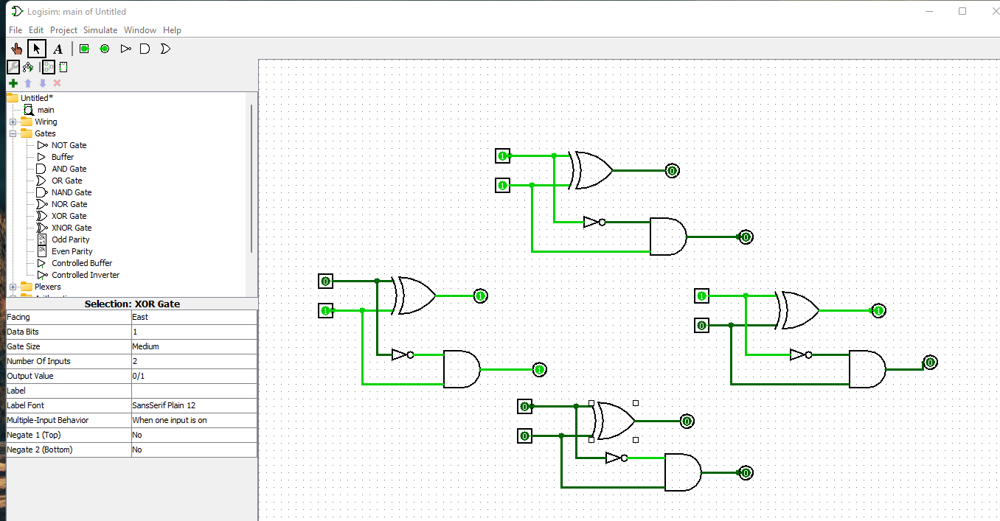 Logisim: main of Untitled
File Edit Project Simulate Window Help
A
Untitled*
main
Wiring
Gates
NOT Gate
Buffer
AND Gate
OR Gate
NAND Gate
NOR Gate
XOR Gate
XNOR Gate
Odd Parity
Even Parity
Controlled Buffer
Controlled Inverter
Plexers
Selection: XOR Gate
Facing East
Data Bits 1
Gate Size Medium
Number Of Inputs 2
Output Value 0/1
Label
Label Font SansSerif Plain 12
Multiple-Input Behavior When one input is on
Negate 1 (Top) No
Negate 2 (Bottom) No
1
0
1
0
0
1
1
1
1
1
0
0
0
0
0
0